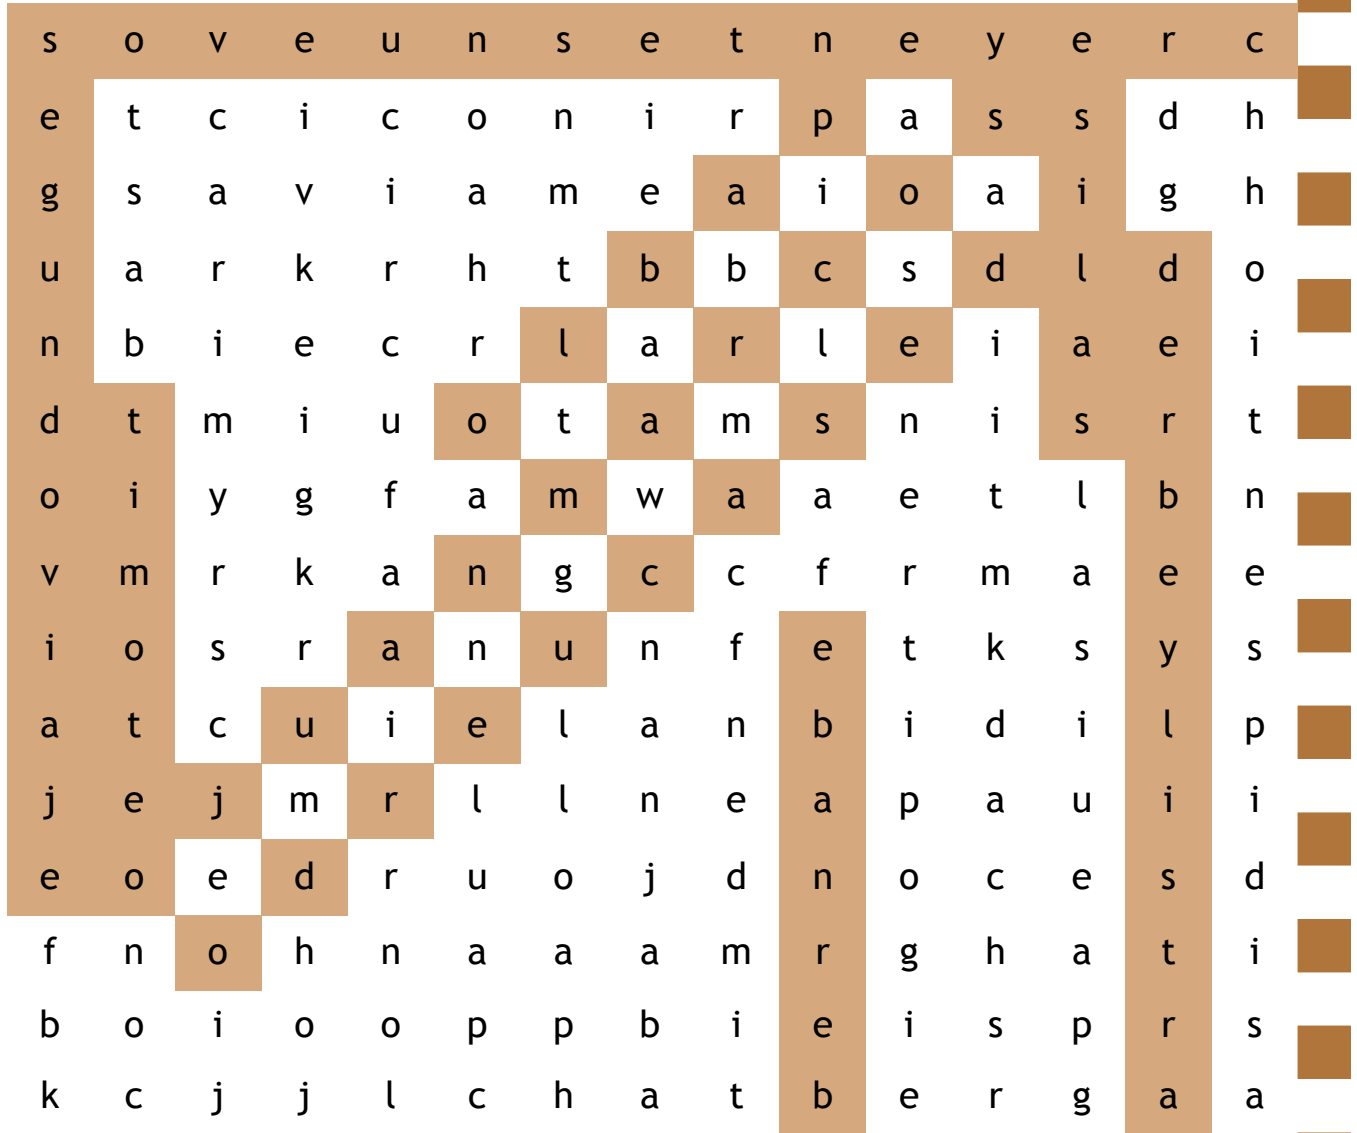 s o v e u n s e t n e y e r c
e t c i c o n i r p a s s d h
g s a v i a m e a i o a i g h
u a r k r h t b b c s d l d o
n b i e c r l a r l e i a e i
d t m i u o t a m s n i s r t
o i y g f a m w a a e t l b n
v m r k a n g c c f r m a e e
i o s r a n u n f e t k s y s
a t c u i e l a n b i d i l p
j e j m r l l n e a p a u i i
e o e d r u o j d n o c e s d
f n o h n a a a m r g h a t i
b o i o o p p b i e i s p r s
k c j j l c h a t b e r g a a